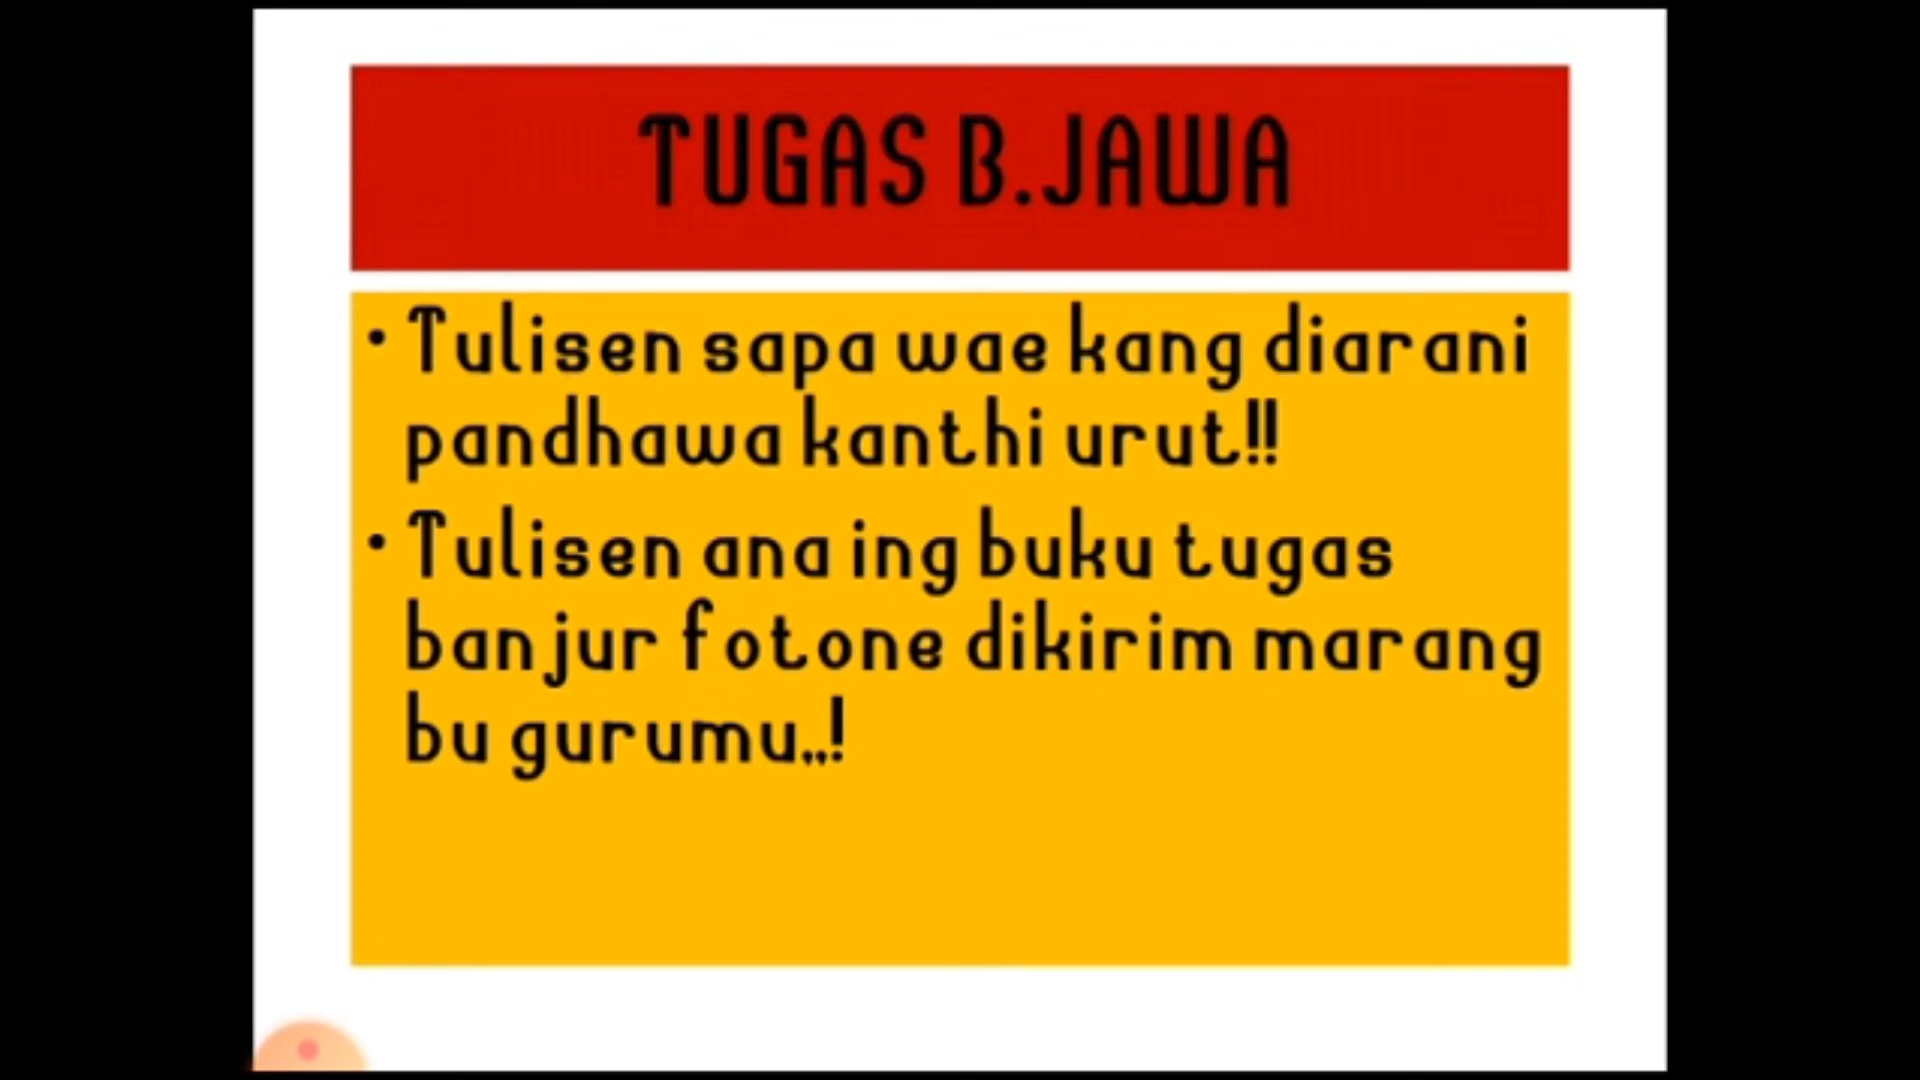 TUGAS B.JAWA
• Tulisen sapa wae kang diarani
pandhawa kanthi urut!!
• Tulisen ana ing buku tugas
banjur fotone dikirim marang
bu gurumu,,!